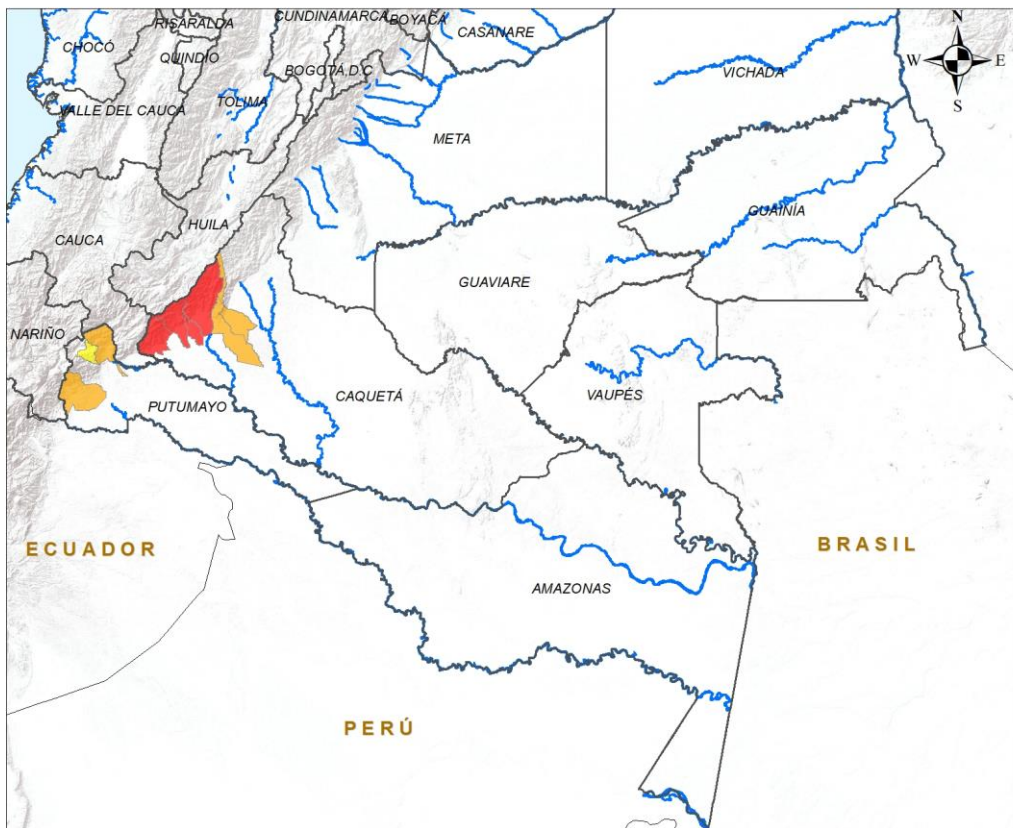 CUNDINAMARCA
BOYACÁ
RISARALDA
CASANARE
N
CHOCÓ
QUINDIO
BOGOTÁ, D.C.
W
E
VICHADA
S
TOLIMA
VALLE DEL CAUCA
META
GUAINÍA
HUILA
CAUCA
GUAVIARE
NARIÑO
CAQUETÁ
VAUPÉS
PUTUMAYO
ECUADOR
BRASIL
AMAZONAS
PERÚ